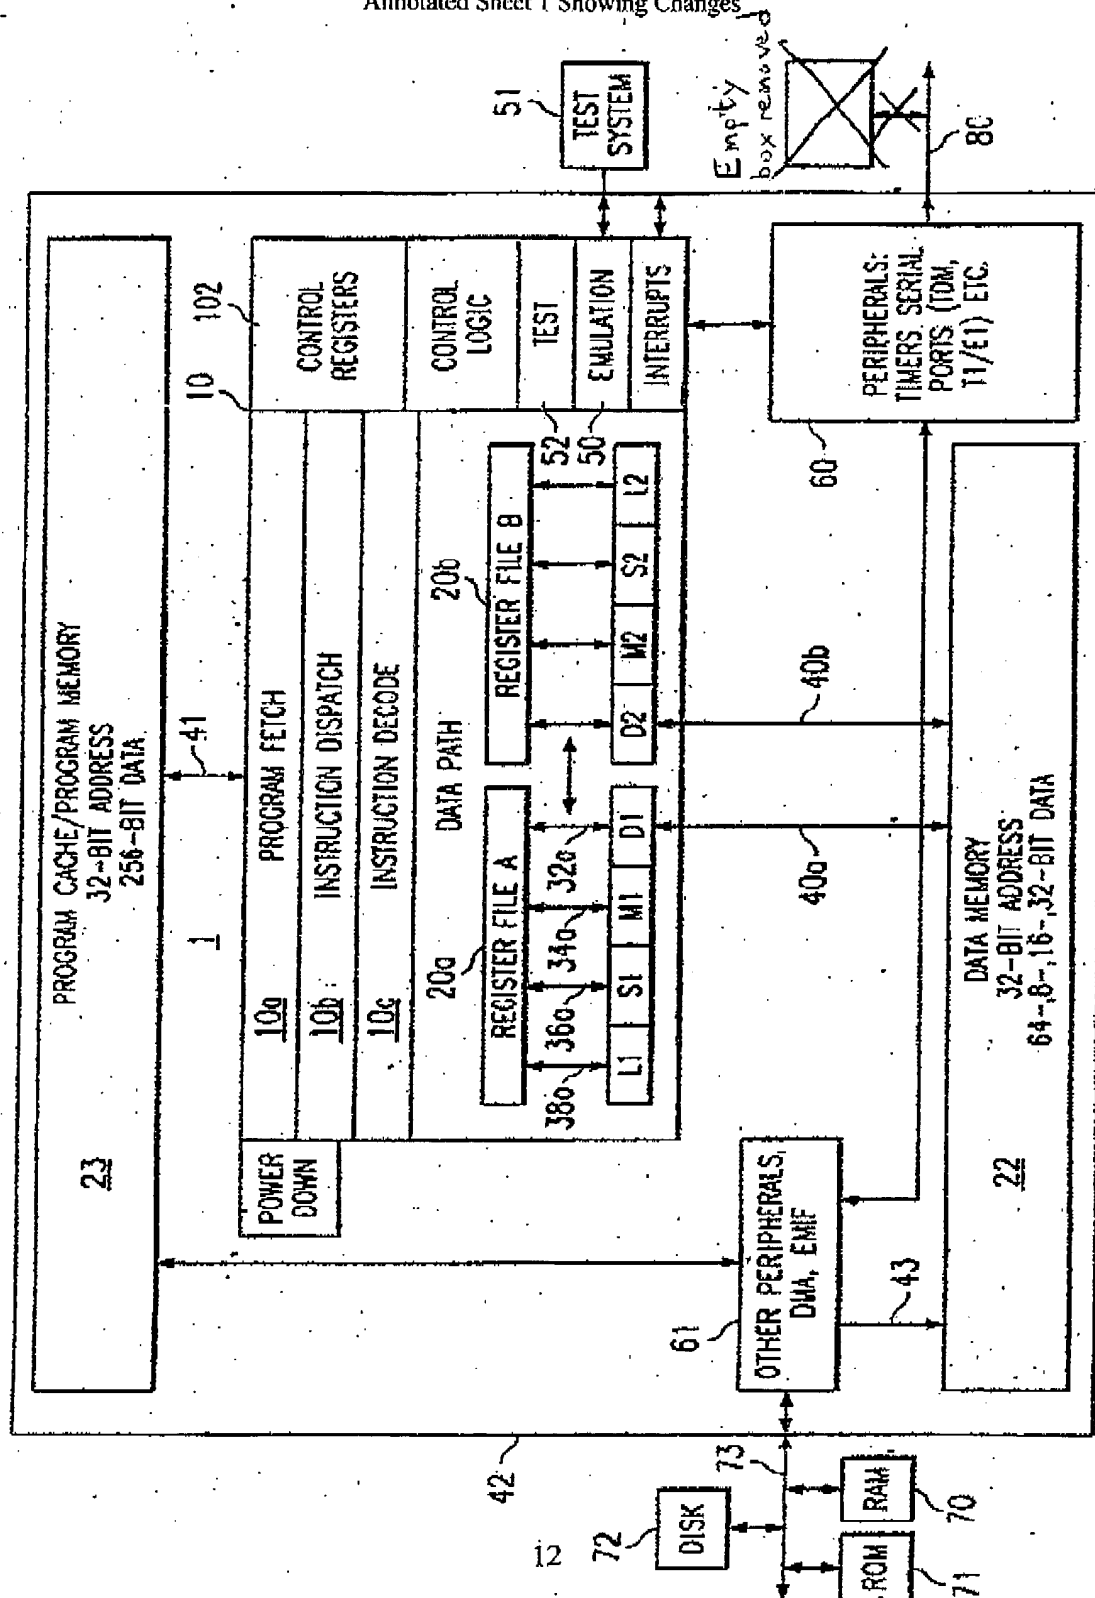 Annotated Sheet 1 Showing Changes
Empty
box removed
51
TEST
SYSTEM
80
PROGRAM CACHE/PROGRAM MEMORY
32-BIT ADDRESS
256-BIT DATA
23
41
1
10
102
POWER
DOWN
10a
PROGRAM FETCH
10b
INSTRUCTION DISPATCH
10c
INSTRUCTION DECODE
CONTROL
REGISTERS
CONTROL
LOGIC
TEST
EMULATION
INTERRUPTS
52
50
DATA PATH
20a
REGISTER FILE A
20b
REGISTER FILE B
38a
36a
34a
32a
L1
S1
M1
D1
D2
M2
S2
L2
40a
40b
61
OTHER PERIPHERALS,
DMA, EMIF
43
60
PERIPHERALS:
TIMERS, SERIAL
PORTS: (TDM,
T1/E1) ETC.
DATA MEMORY
32-BIT ADDRESS
64-,8-,16-,32-BIT DATA
22
42
73
72
DISK
RAM
70
ROM
71
12